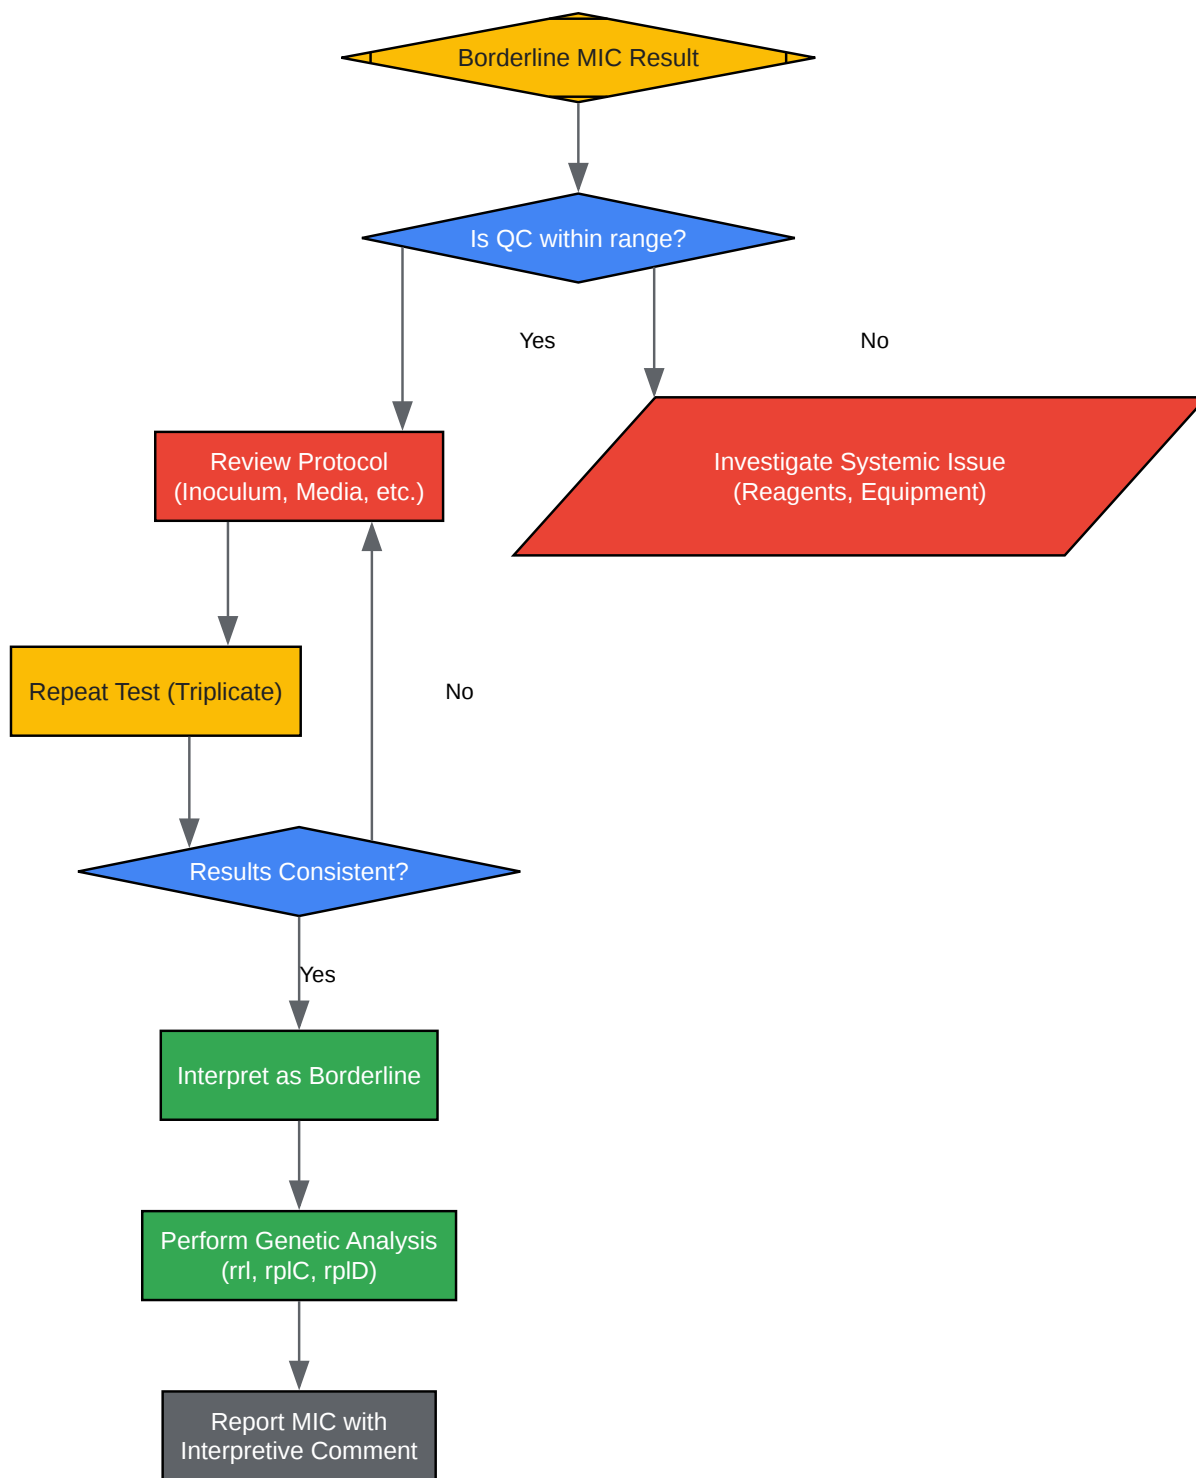 Borderline MIC Result
Is QC within range?
Yes
No
Review Protocol
(Inoculum, Media, etc.)
Investigate Systemic Issue
(Reagents, Equipment)
Repeat Test (Triplicate)
No
Results Consistent?
Yes
Interpret as Borderline
Perform Genetic Analysis
(rrl, rplC, rplD)
Report MIC with
Interpretive Comment